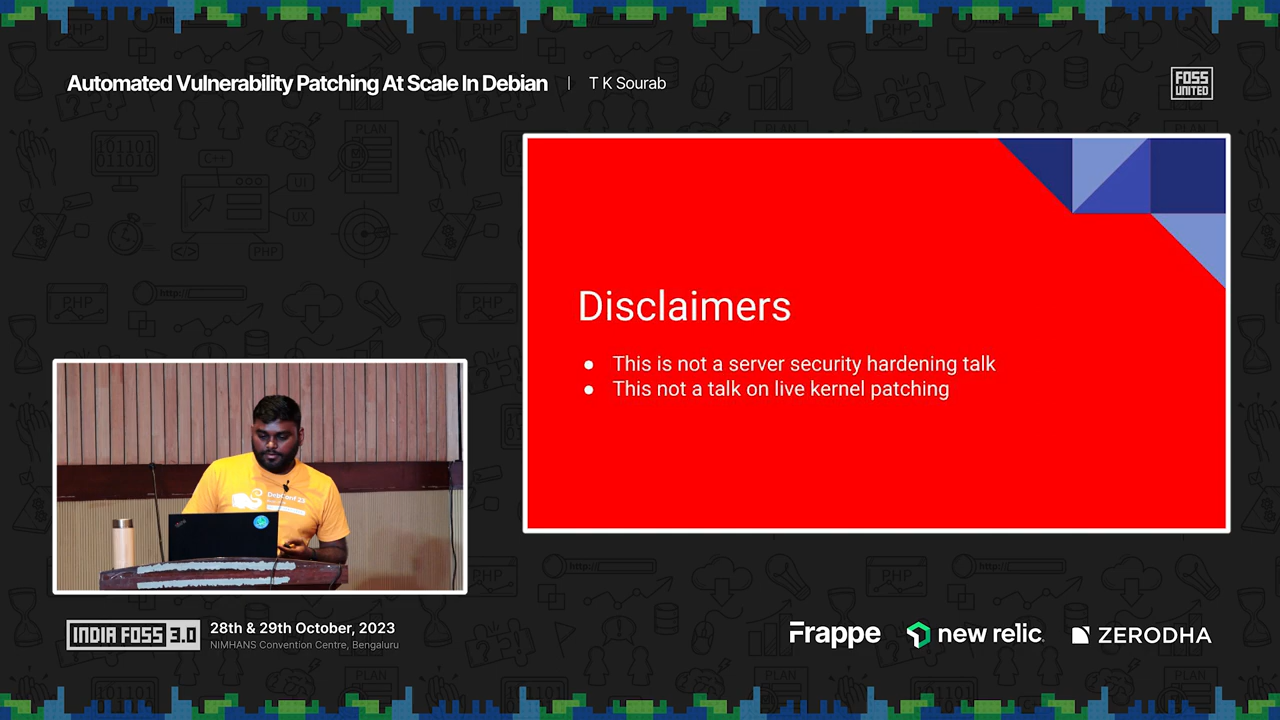 Automated Vulnerability Patching At Scale In Debian | T K Sourab
FOSS
UNITED
Disclaimers
● This is not a server security hardening talk
● This not a talk on live kernel patching
DebConf 23
INDIA FOSS 3.0
28th & 29th October, 2023
NIMHANS Convention Centre, Bengaluru
Frappe
new relic
ZERODHA